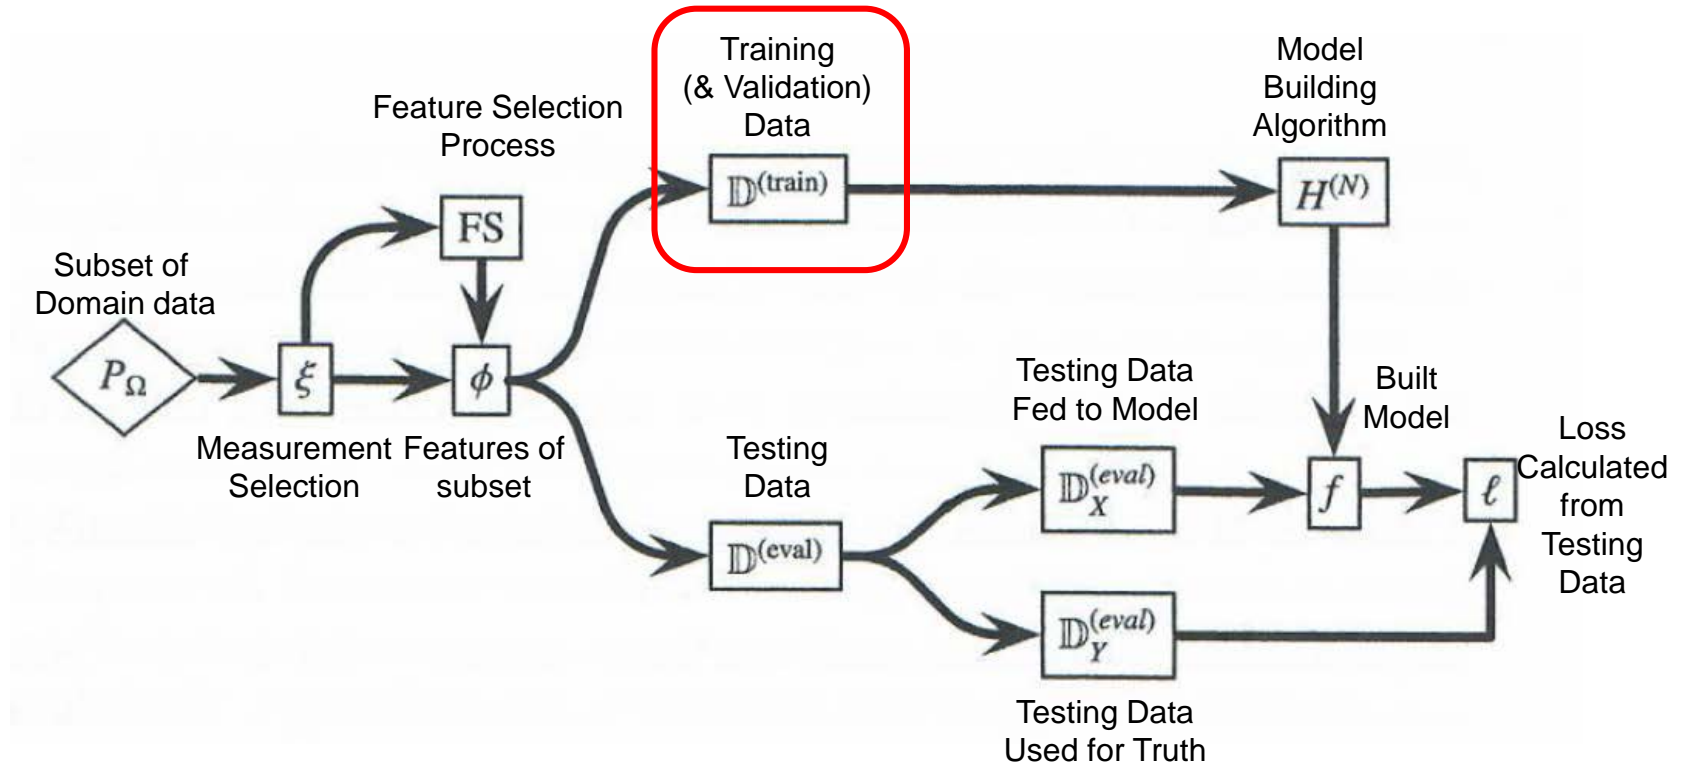 Training
(& Validation)
Data
𝔻(train)
Model
Building
Algorithm
H(N)
Feature Selection
Process
FS
Subset of
Domain data
PΩ
ξ
Measurement
Selection
ϕ
Features of
subset
Testing
Data
𝔻(eval)
Testing Data
Fed to Model
𝔻X(eval)
Built
Model
f
ℓ
Loss
Calculated
from
Testing
Data
𝔻Y(eval)
Testing Data
Used for Truth